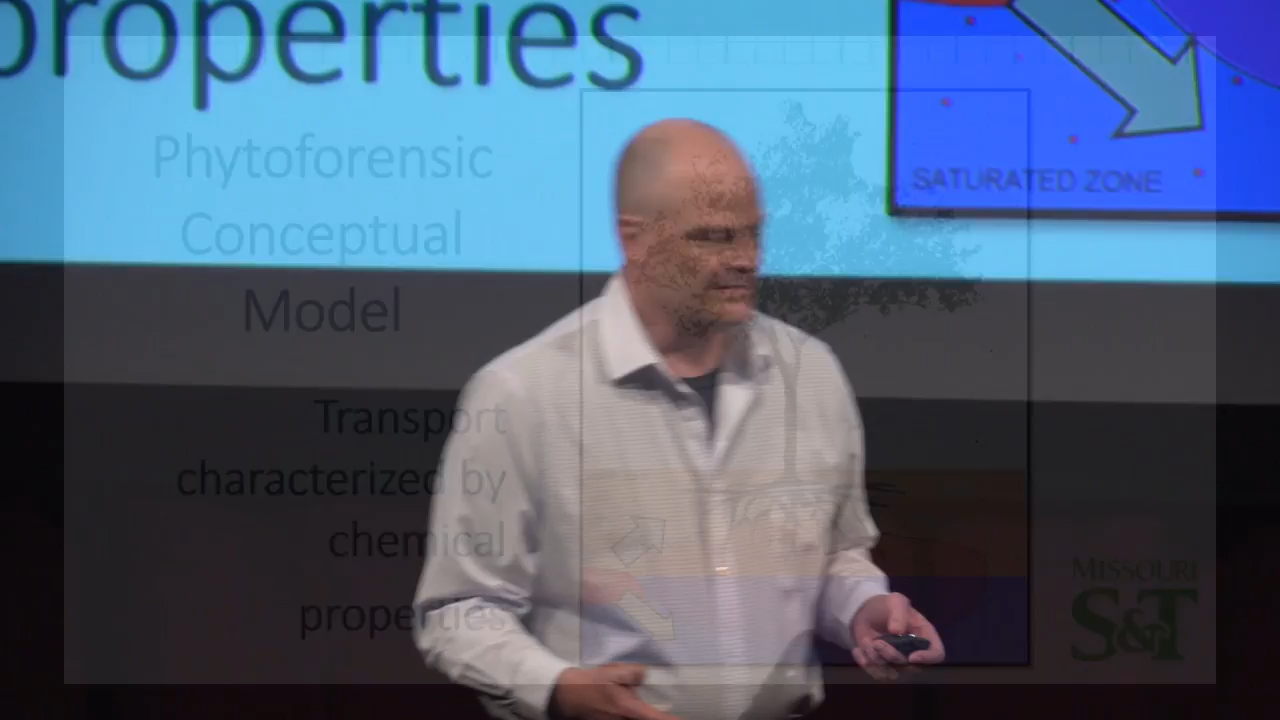 properties
SATURATED ZONE
Phytoforensic
Conceptual
Model
Transport
characterized by
chemical
properties
MISSOURI
S&T